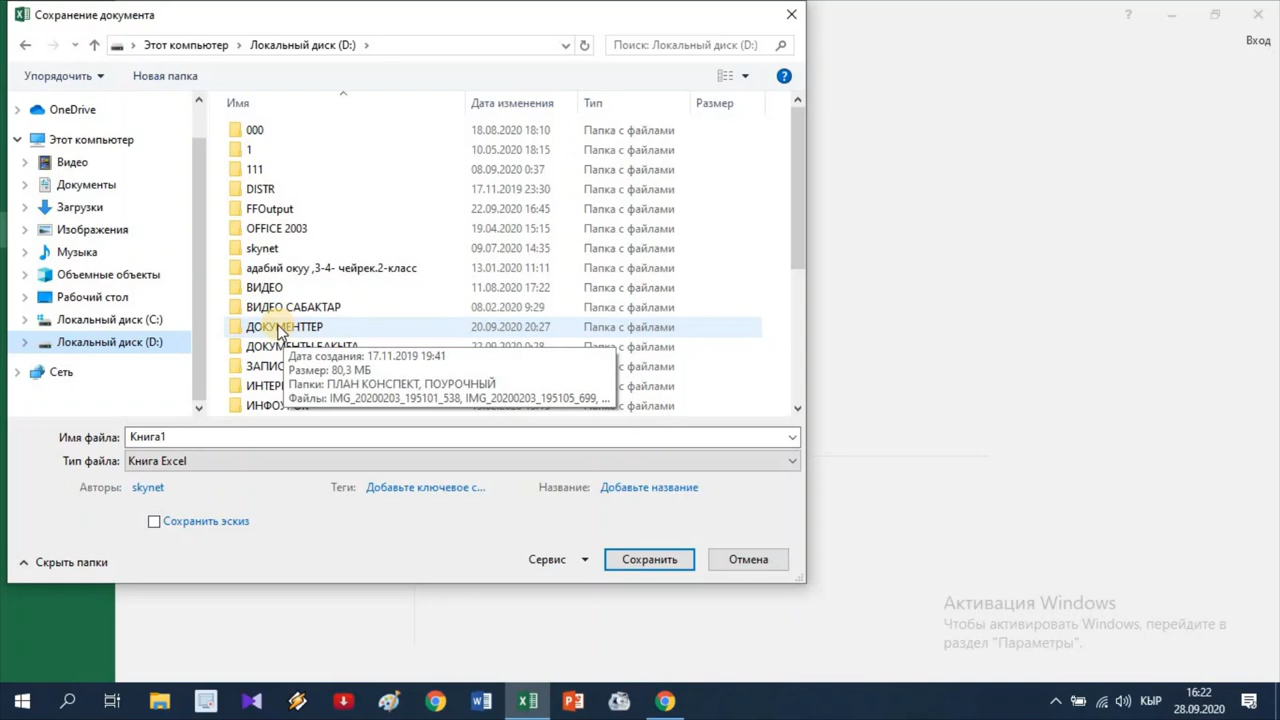 Сохранение документа
Вход
Этот компьютер > Локальный диск (D:) >
Поиск: Локальный диск (D:)
Упорядочить
Новая папка
Имя Дата изменения Тип Размер
OneDrive
Этот компьютер
Видео
Документы
Загрузки
Изображения
Музыка
Объемные объекты
Рабочий стол
Локальный диск (C:)
Локальный диск (D:)
Сеть
000 18.08.2020 18:10 Папка с файлами
1 10.05.2020 18:15 Папка с файлами
111 08.09.2020 0:37 Папка с файлами
DISTR 17.11.2019 23:30 Папка с файлами
FFOutput 22.09.2020 16:45 Папка с файлами
OFFICE 2003 19.04.2020 15:15 Папка с файлами
skynet 09.07.2020 14:35 Папка с файлами
адабий окуу ,3-4- чейрек.2-класс 13.01.2020 11:11 Папка с файлами
ВИДЕО 11.08.2020 17:22 Папка с файлами
ВИДЕО САБАКТАР 08.02.2020 9:29 Папка с файлами
ДОКУМЕНТТЕР 20.09.2020 20:27 Папка с файлами
Дата создания: 17.11.2019 19:41
Размер: 80,3 МБ
Папки: ПЛАН КОНСПЕКТ, ПОУРОЧНЫЙ
Файлы: IMG_20200203_195101_538, IMG_20200203_195105_699, ...
Имя файла: Книга1
Тип файла: Книга Excel
Авторы: skynet Теги: Добавьте ключевое с... Название: Добавьте название
Сохранить эскиз
Скрыть папки
Сервис
Сохранить
Отмена
Активация Windows
Чтобы активировать Windows, перейдите в
раздел "Параметры".
КЫР
16:22
28.09.2020